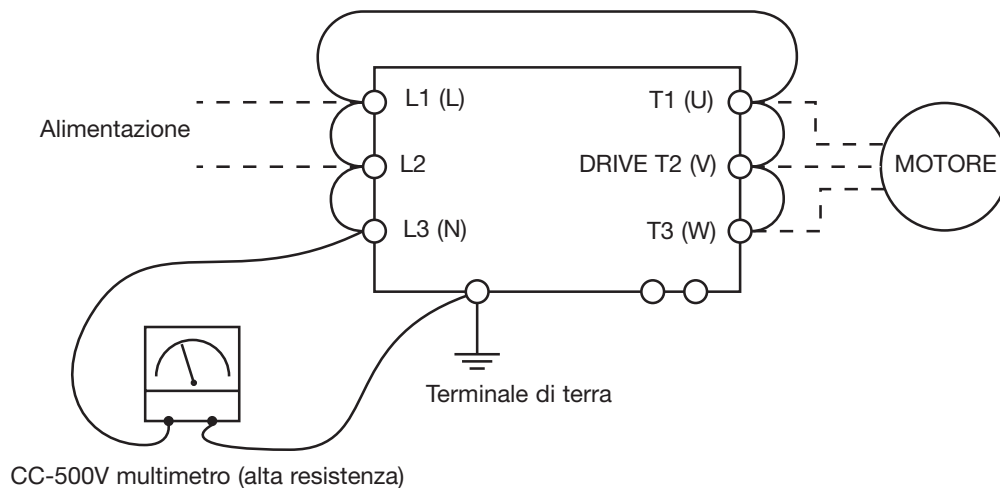 L1 (L)
T1 (U)
Alimentazione
L2
DRIVE T2 (V)
MOTORE
L3 (N)
T3 (W)
Terminale di terra
CC-500V multimetro (alta resistenza)